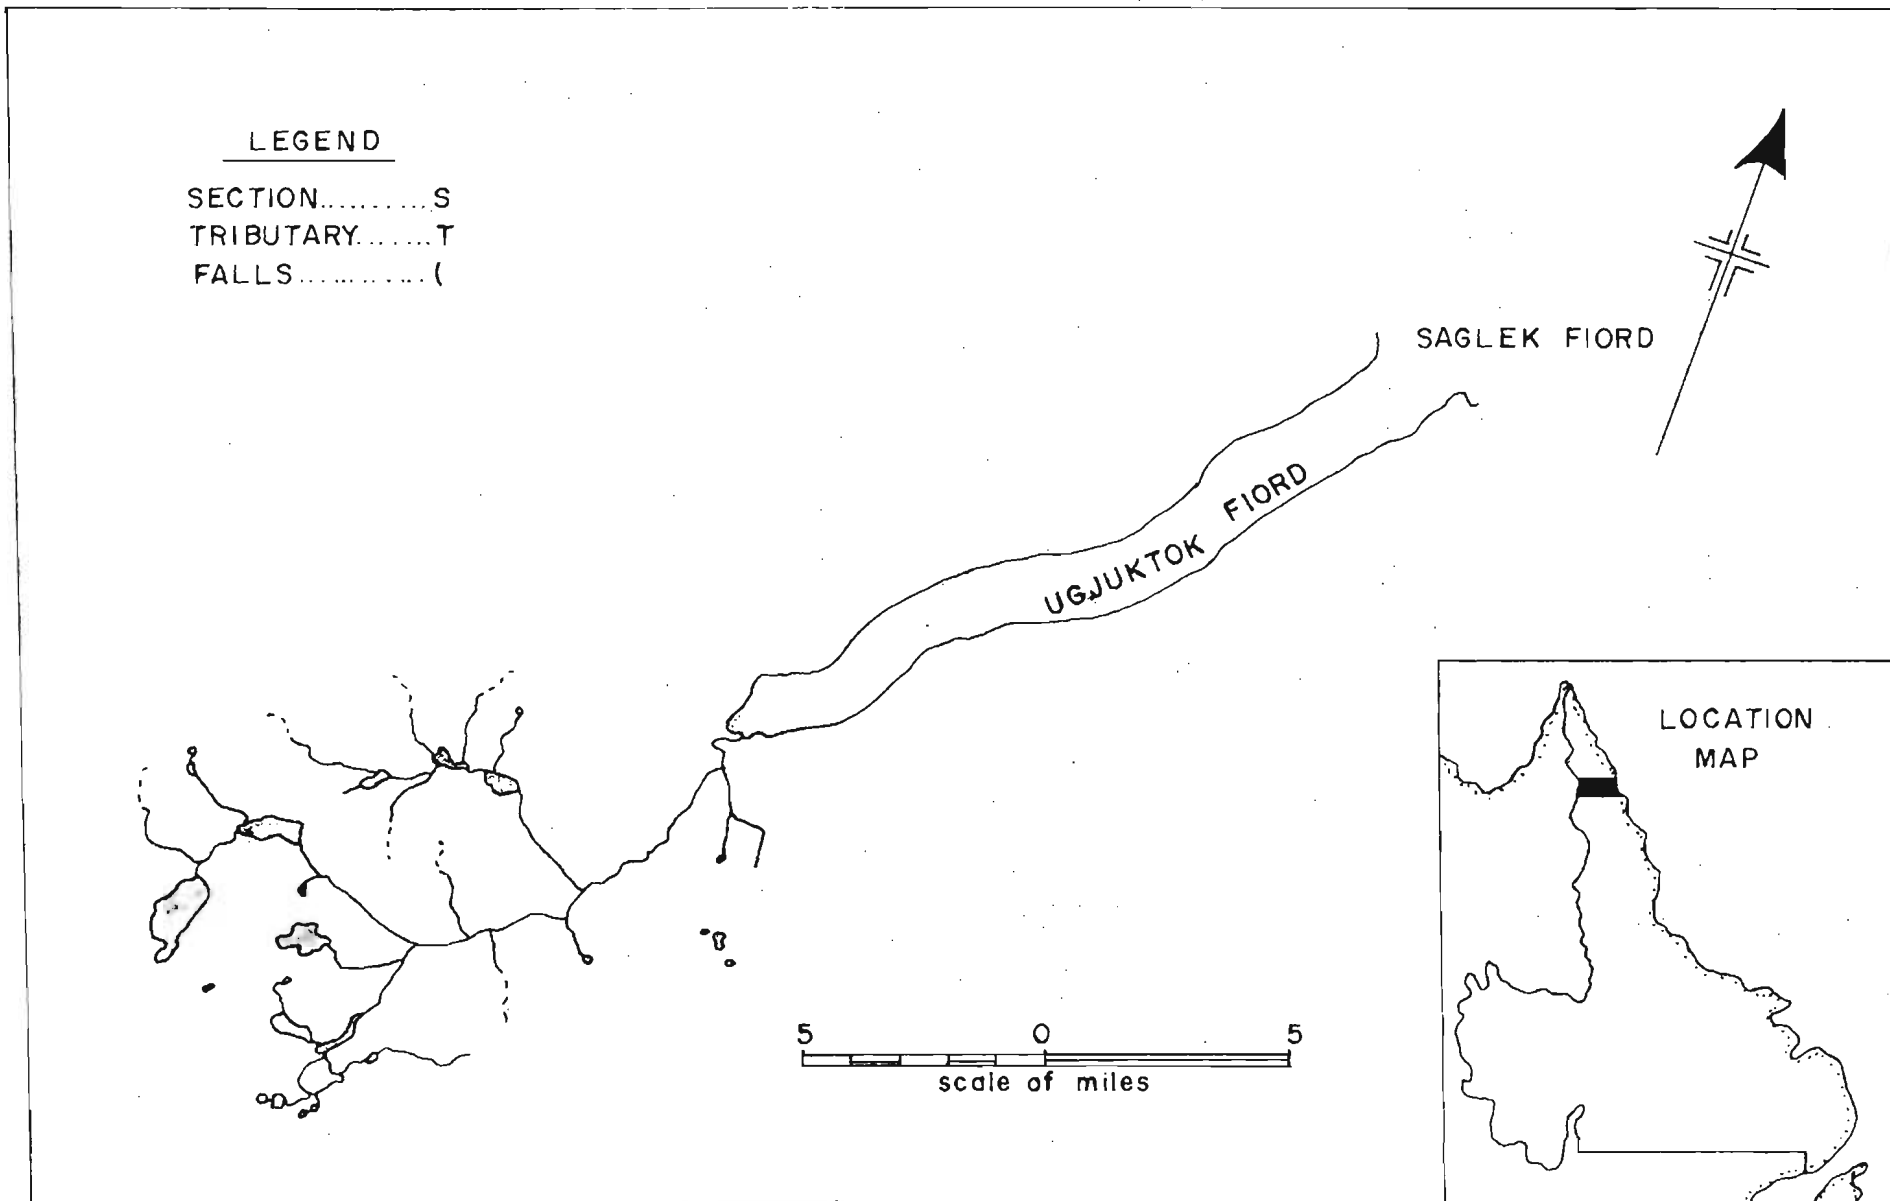 LEGEND
SECTION.......... S
TRIBUTARY....... T
FALLS ............ (
SAGLEK FIORD
UGJUKTOK FIORD
LOCATION
MAP
5 0 5
scale of miles